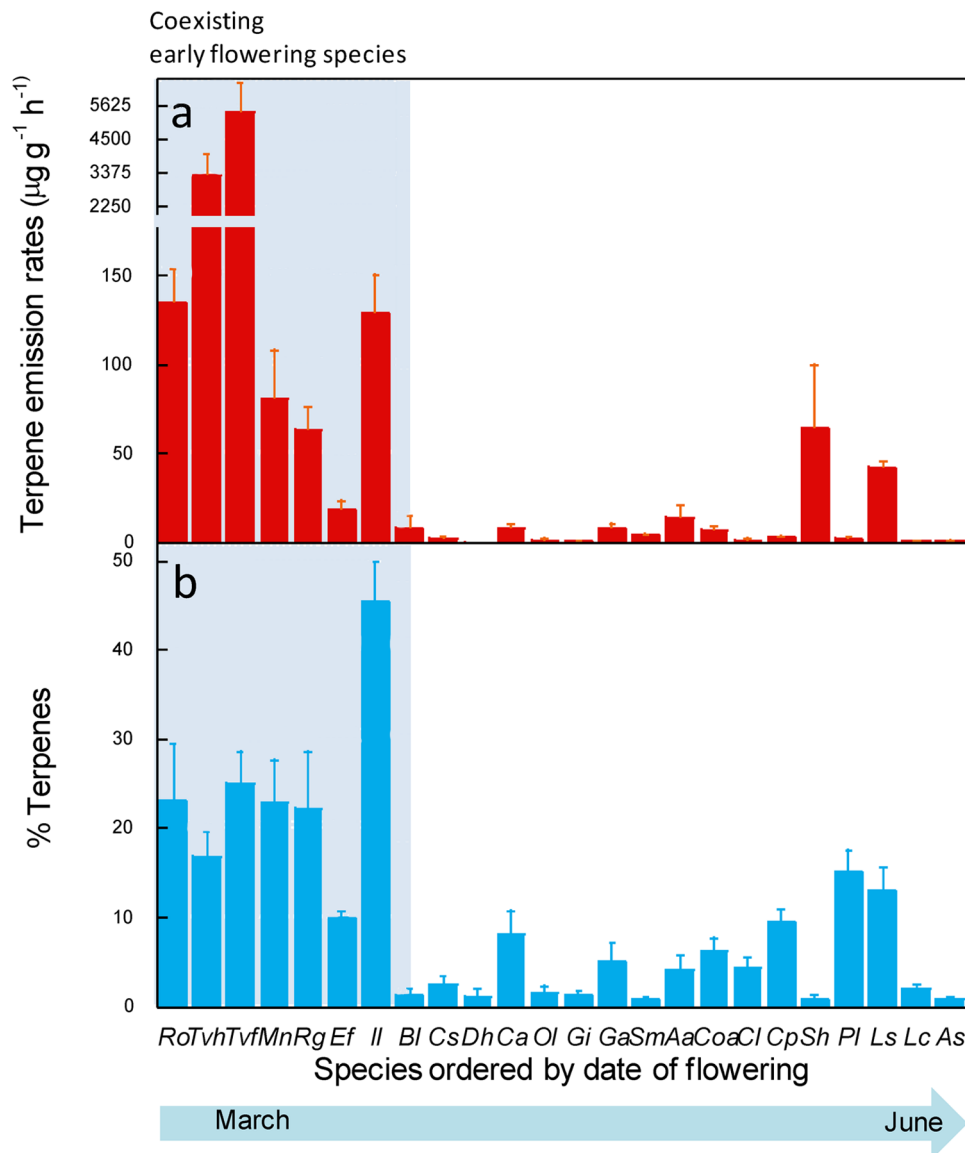 Coexisting
early flowering species
a
Terpene emission rates (μg g⁻¹ h⁻¹)
5625
4500
3375
2250
150
100
50
0
b
% Terpenes
50
40
30
20
10
0
Ro Tvh Tvf Mn Rg Ef Il Bl Cs Dh Ca Ol Gi Ga Sm Aa Coa Cl Cp Sh Pl Ls Lc As
Species ordered by date of flowering
March June